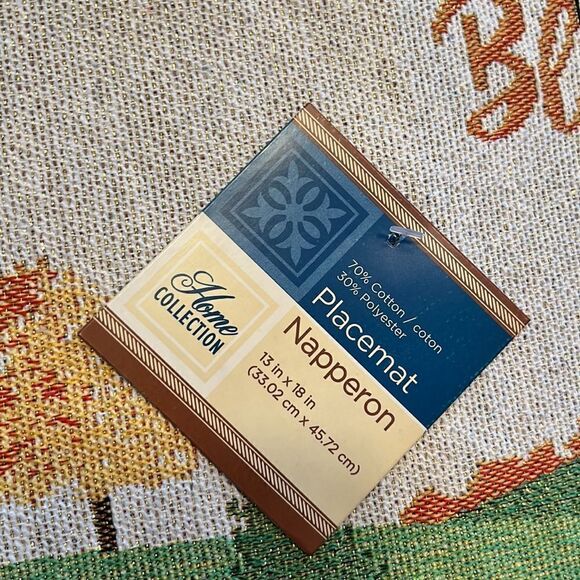 Bl
Home
COLLECTION
70% Cotton / coton
30% Polyester
Placemat
Napperon
13 in x 18 in
(33.02 cm x 45.72 cm)